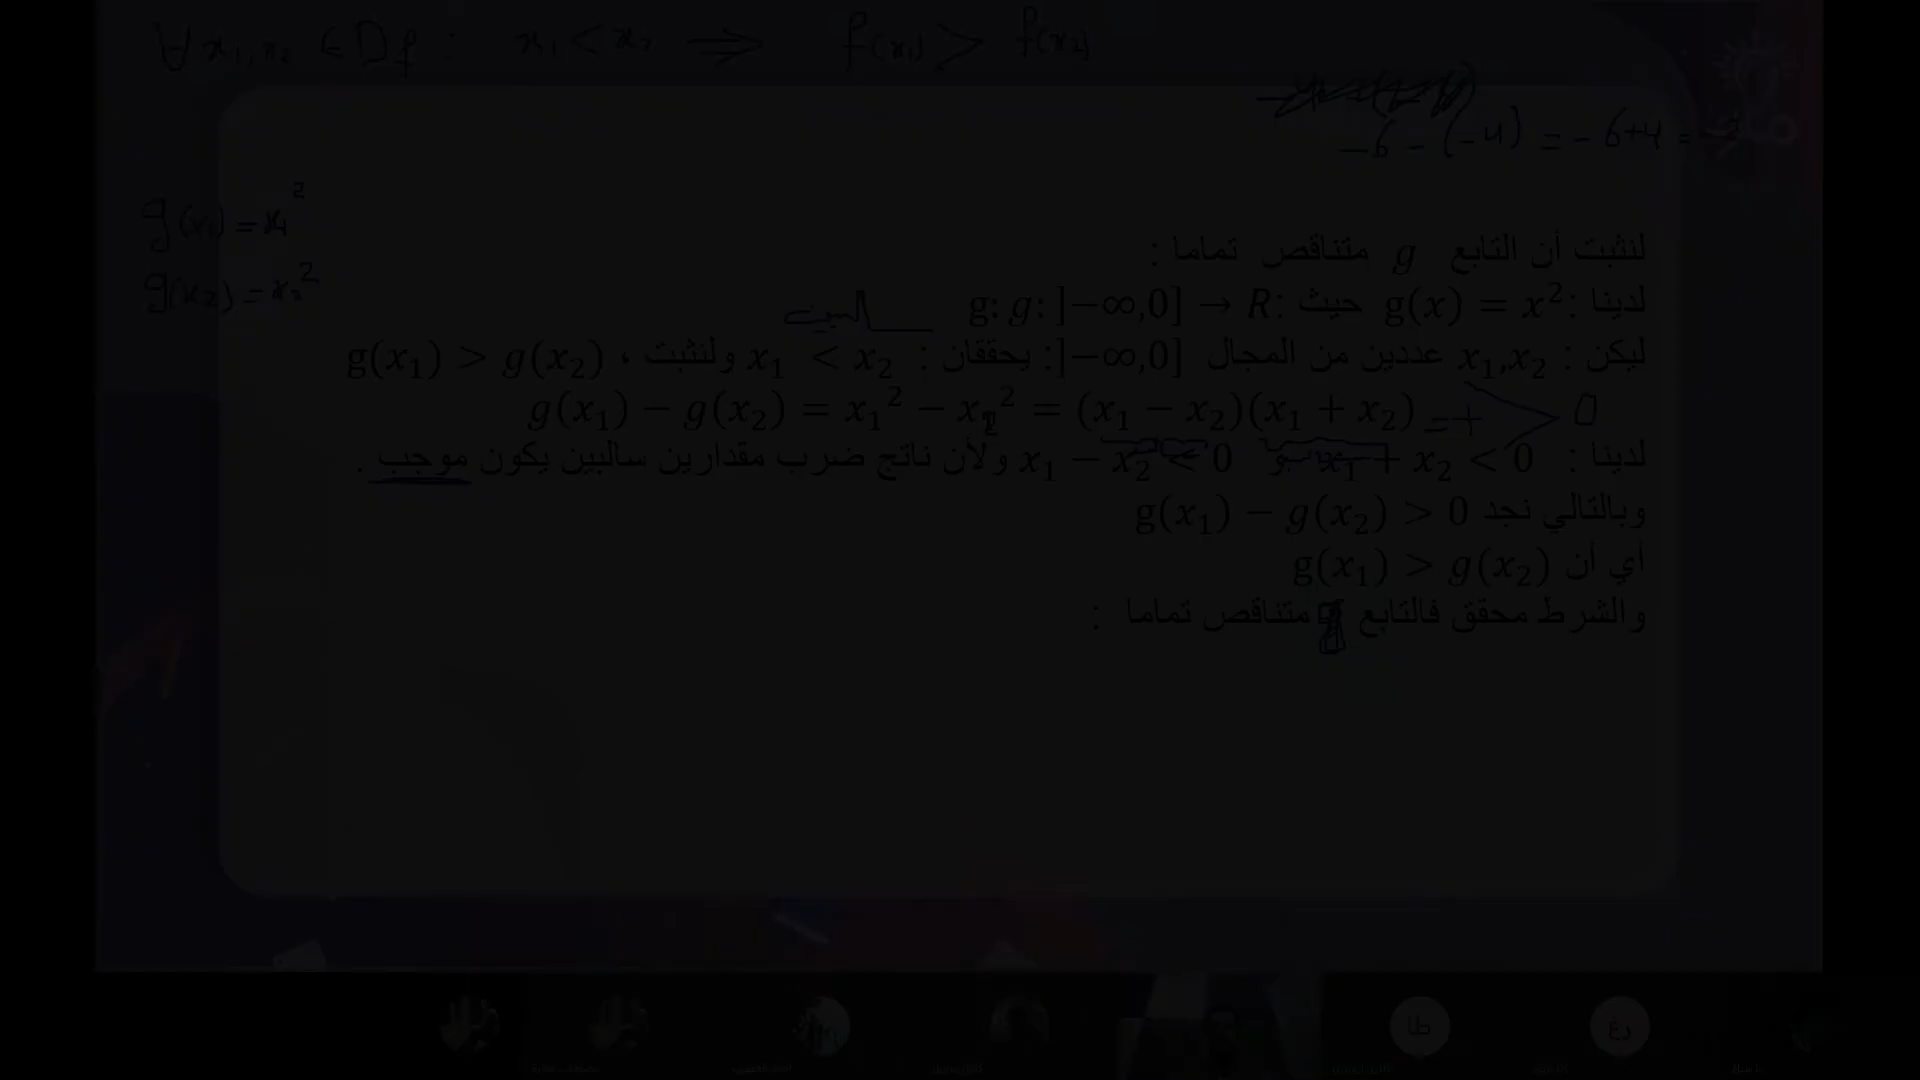 ∀ x₁, x₂ ∈ Df : x₁ < x₂ ⟹ f(x₁) > f(x₂)
−6 − (−4) = −6+4 =
g(x₁) = x₁²
g(x₂) = x₂²
لنثبت أن التابع g متناقص تماما :
لدينا : g(x) = x² حيث : g: g: ]−∞,0] → R
ليكن : x₁,x₂ عددين من المجال ]−∞,0]: يحققان : x₁ < x₂ ولنثبت ، g(x₁) > g(x₂)
g(x₁) − g(x₂) = x₁² − x₂² = (x₁ − x₂)(x₁ + x₂) = + > 0
لدينا : x₁ + x₂ < 0 و x₁ − x₂ < 0 ولأن ناتج ضرب مقدارين سالبين يكون موجب .
وبالتالي نجد g(x₁) − g(x₂) > 0
أي أن g(x₁) > g(x₂)
والشرط محقق فالتابع متناقص تماما :
طا
رغ